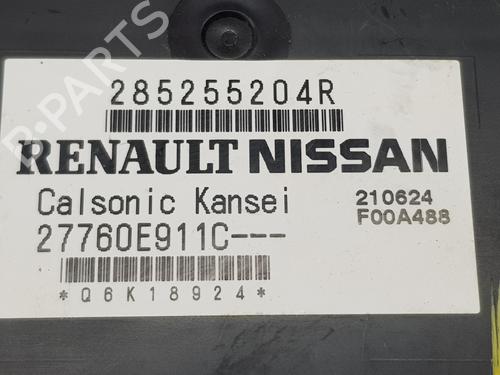 285255204R
RENAULT NISSAN
Calsonic Kansei
210624
27760E911C---
F00A488
*Q6K18924*
B-PARTS